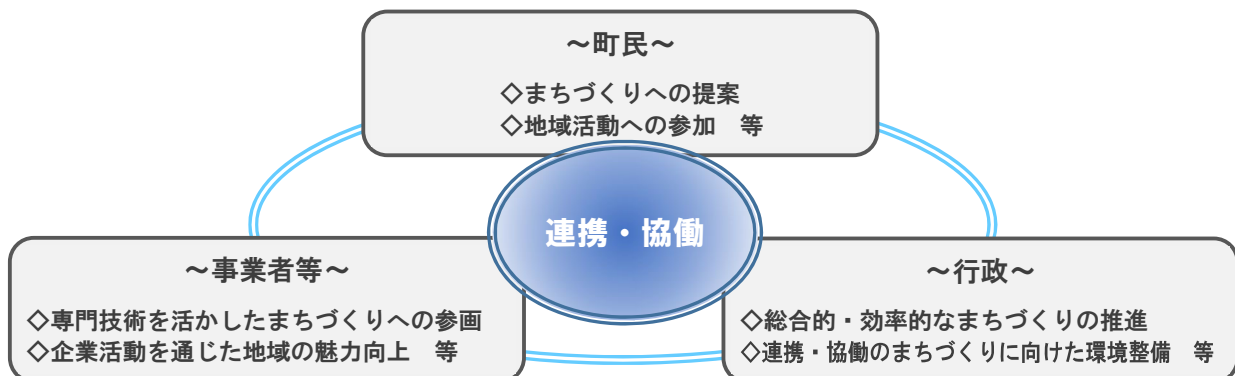 ～町民～
◇まちづくりへの提案
◇地域活動への参加　等
連携・協働
～事業者等～
◇専門技術を活かしたまちづくりへの参画
◇企業活動を通じた地域の魅力向上　等
～行政～
◇総合的・効率的なまちづくりの推進
◇連携・協働のまちづくりに向けた環境整備　等